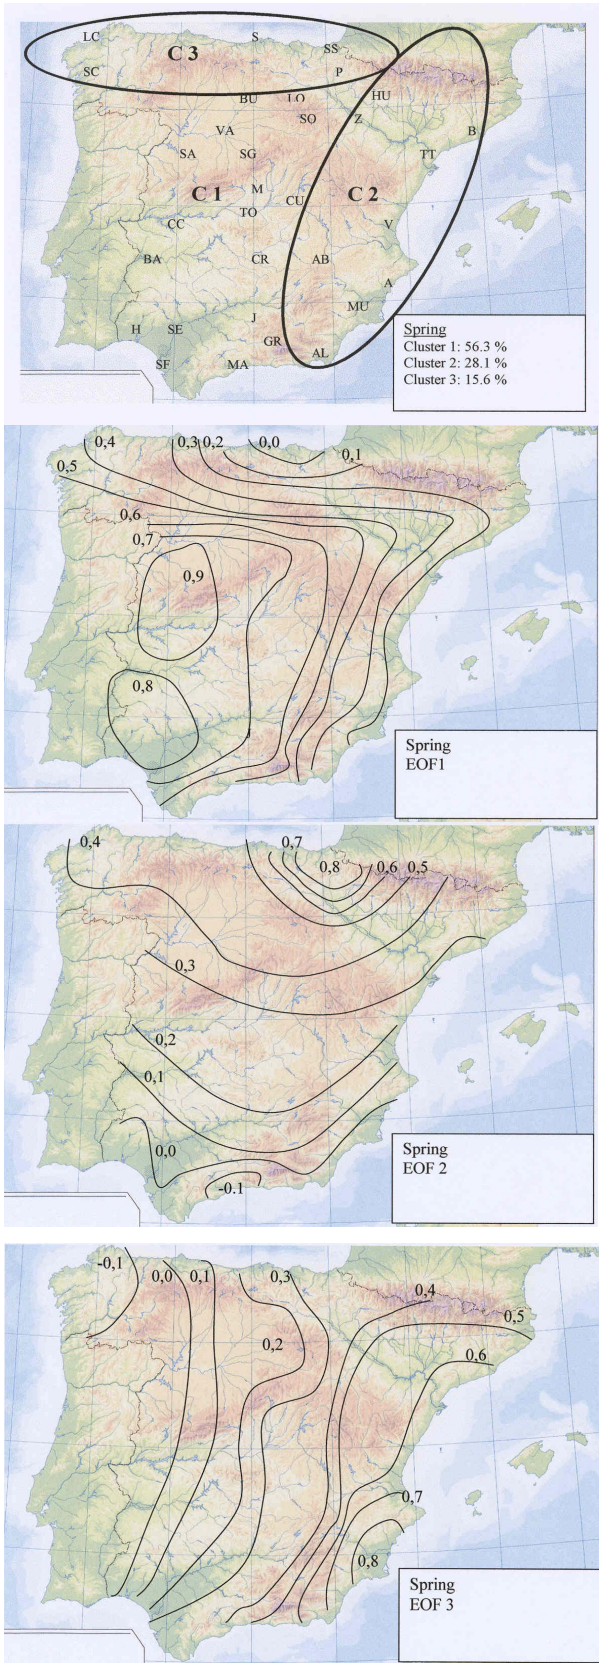 LC S
C 3 SS
SC P
BU LO HU
SO Z
VA B
SA SG TT
M
C 1 CU C 2
TO
CC V
BA CR AB
A
MU
J
H SE
GR
SF MA AL
Spring
Cluster 1: 56.3 %
Cluster 2: 28.1 %
Cluster 3: 15.6 %
0,4 0,3 0,2 0,0
0,1
0,5
0,6
0,7
0,9
0,8
Spring
EOF1
0,4 0,7
0,8 0,6 0,5
0,3
0,2
0,1
0,0
-0.1
Spring
EOF 2
-0,1 0,0 0,1 0,3
0,4
0,5
0,2
0,6
0,7
0,8
Spring
EOF 3